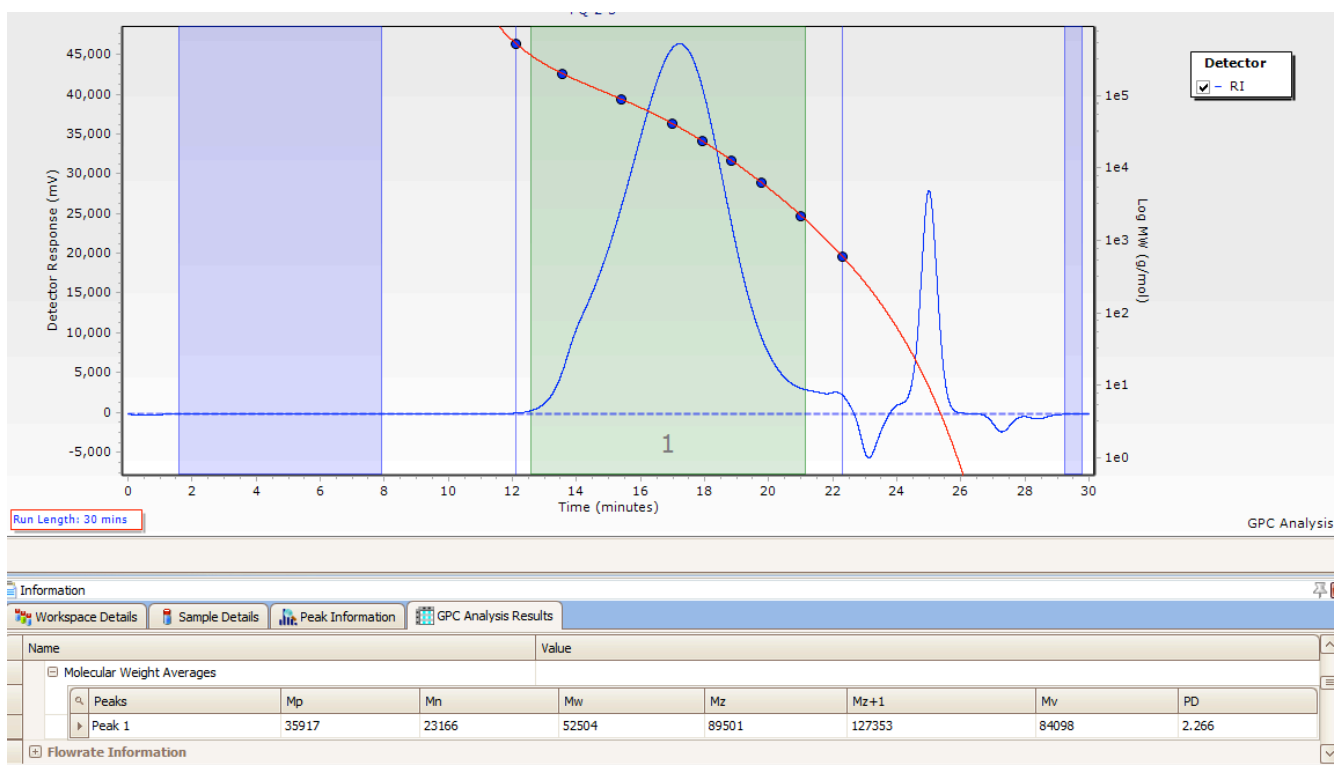 45,000
40,000
35,000
30,000
25,000
20,000
15,000
10,000
5,000
0
-5,000
Detector Response (mV)
1e5
1e4
1e3
1e2
1e1
1e0
Log MW (g/mol)
Detector
RI
1
0 2 4 6 8 10 12 14 16 18 20 22 24 26 28 30
Time (minutes)
Run Length: 30 mins
GPC Analysis
Information
Workspace Details Sample Details Peak Information GPC Analysis Results
Name Value
Molecular Weight Averages
Peaks Mp Mn Mw Mz Mz+1 Mv PD
Peak 1 35917 23166 52504 89501 127353 84098 2.266
Flowrate Information